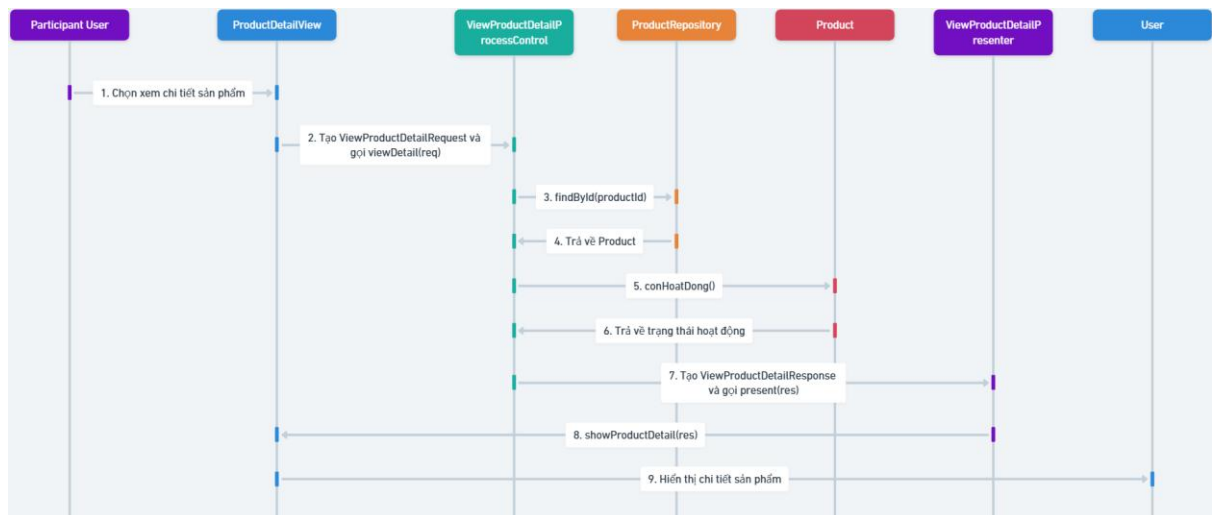 Participant User
ProductDetailView
ViewProductDetailP
rocessControl
ProductRepository
Product
ViewProductDetailP
resenter
User
1. Chọn xem chi tiết sản phẩm
2. Tạo ViewProductDetailRequest và
gọi viewDetail(req)
3. findById(productId)
4. Trả về Product
5. conHoatDong()
6. Trả về trạng thái hoạt động
7. Tạo ViewProductDetailResponse
và gọi present(res)
8. showProductDetail(res)
9. Hiển thị chi tiết sản phẩm